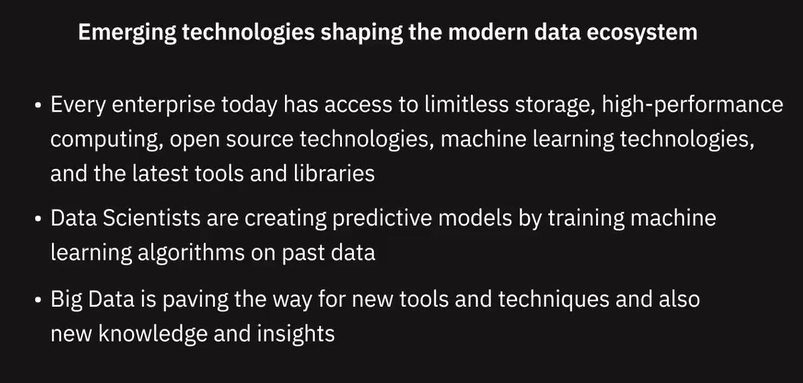 Emerging technologies shaping the modern data ecosystem
• Every enterprise today has access to limitless storage, high-performance
computing, open source technologies, machine learning technologies,
and the latest tools and libraries
• Data Scientists are creating predictive models by training machine
learning algorithms on past data
• Big Data is paving the way for new tools and techniques and also
new knowledge and insights